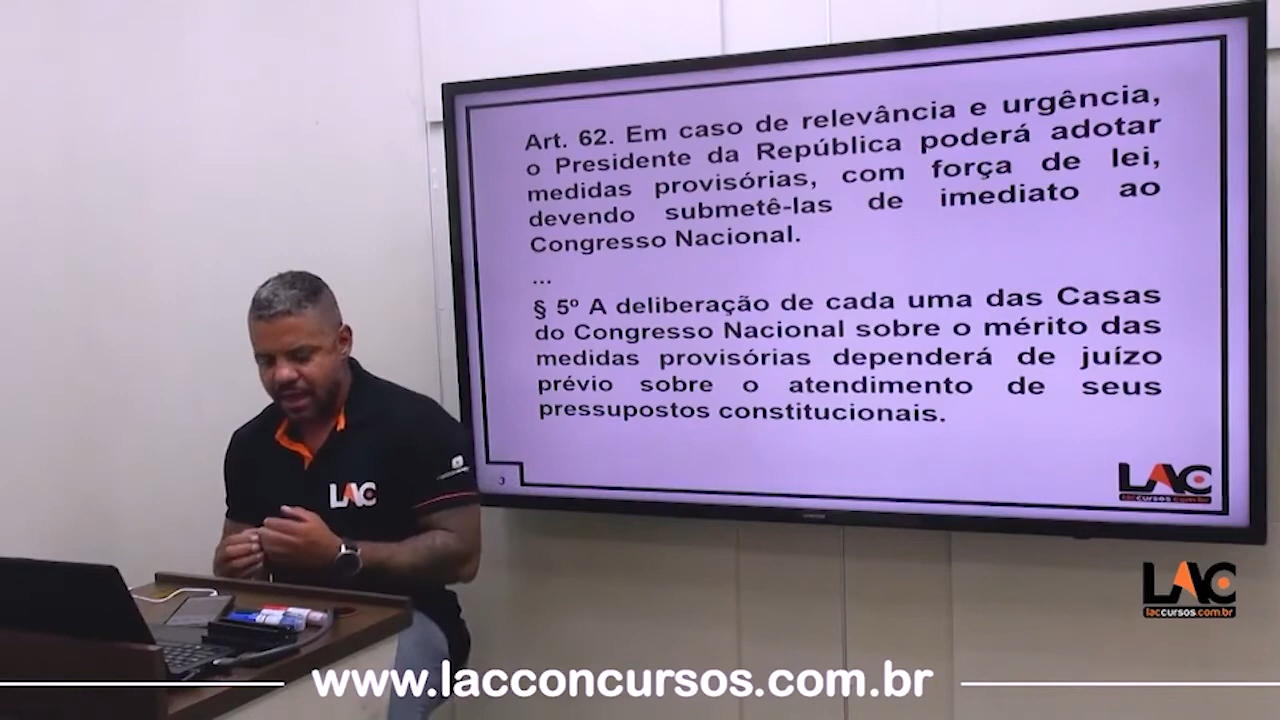 Art. 62. Em caso de relevância e urgência,
o Presidente da República poderá adotar
medidas provisórias, com força de lei,
devendo submetê-las de imediato ao
Congresso Nacional.
...
§ 5º A deliberação de cada uma das Casas
do Congresso Nacional sobre o mérito das
medidas provisórias dependerá de juízo
prévio sobre o atendimento de seus
pressupostos constitucionais.
3
LAC
laccursos.com.br
LAC
LAC
laccursos.com.br
www.lacconcursos.com.br